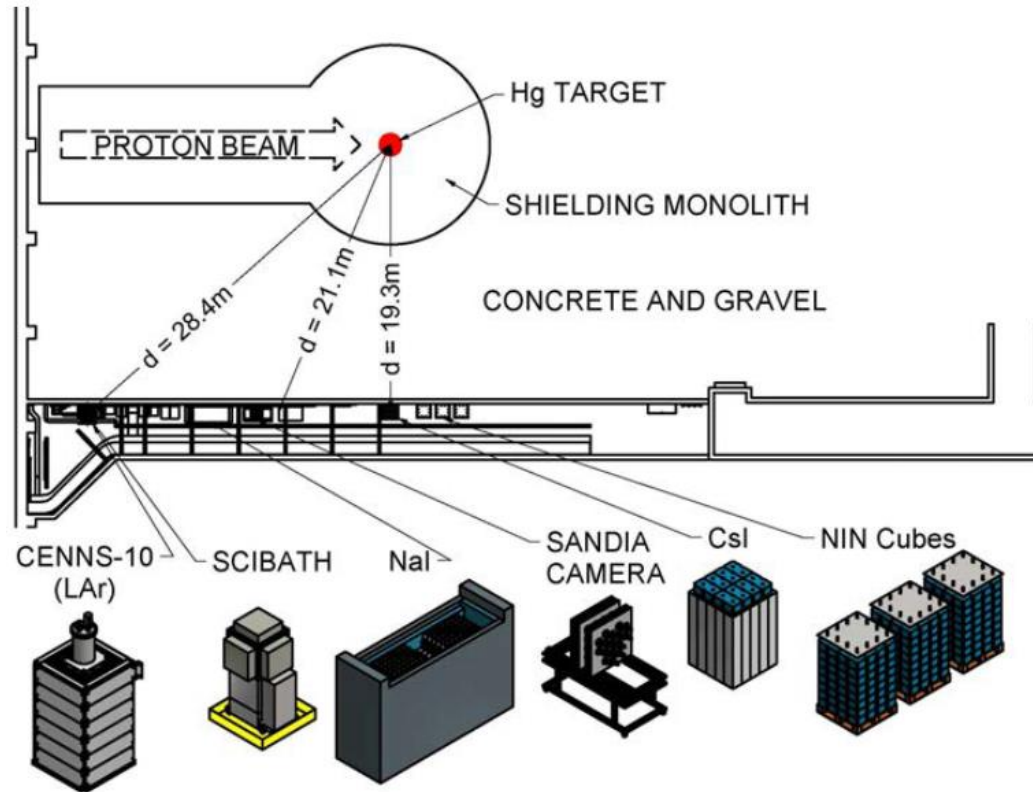 Hg TARGET
PROTON BEAM
SHIELDING MONOLITH
d = 28.4m
d = 21.1m
d = 19.3m
CONCRETE AND GRAVEL
CENNS-10
(LAr)
SCIBATH
NaI
SANDIA
CAMERA
CsI
NIN Cubes